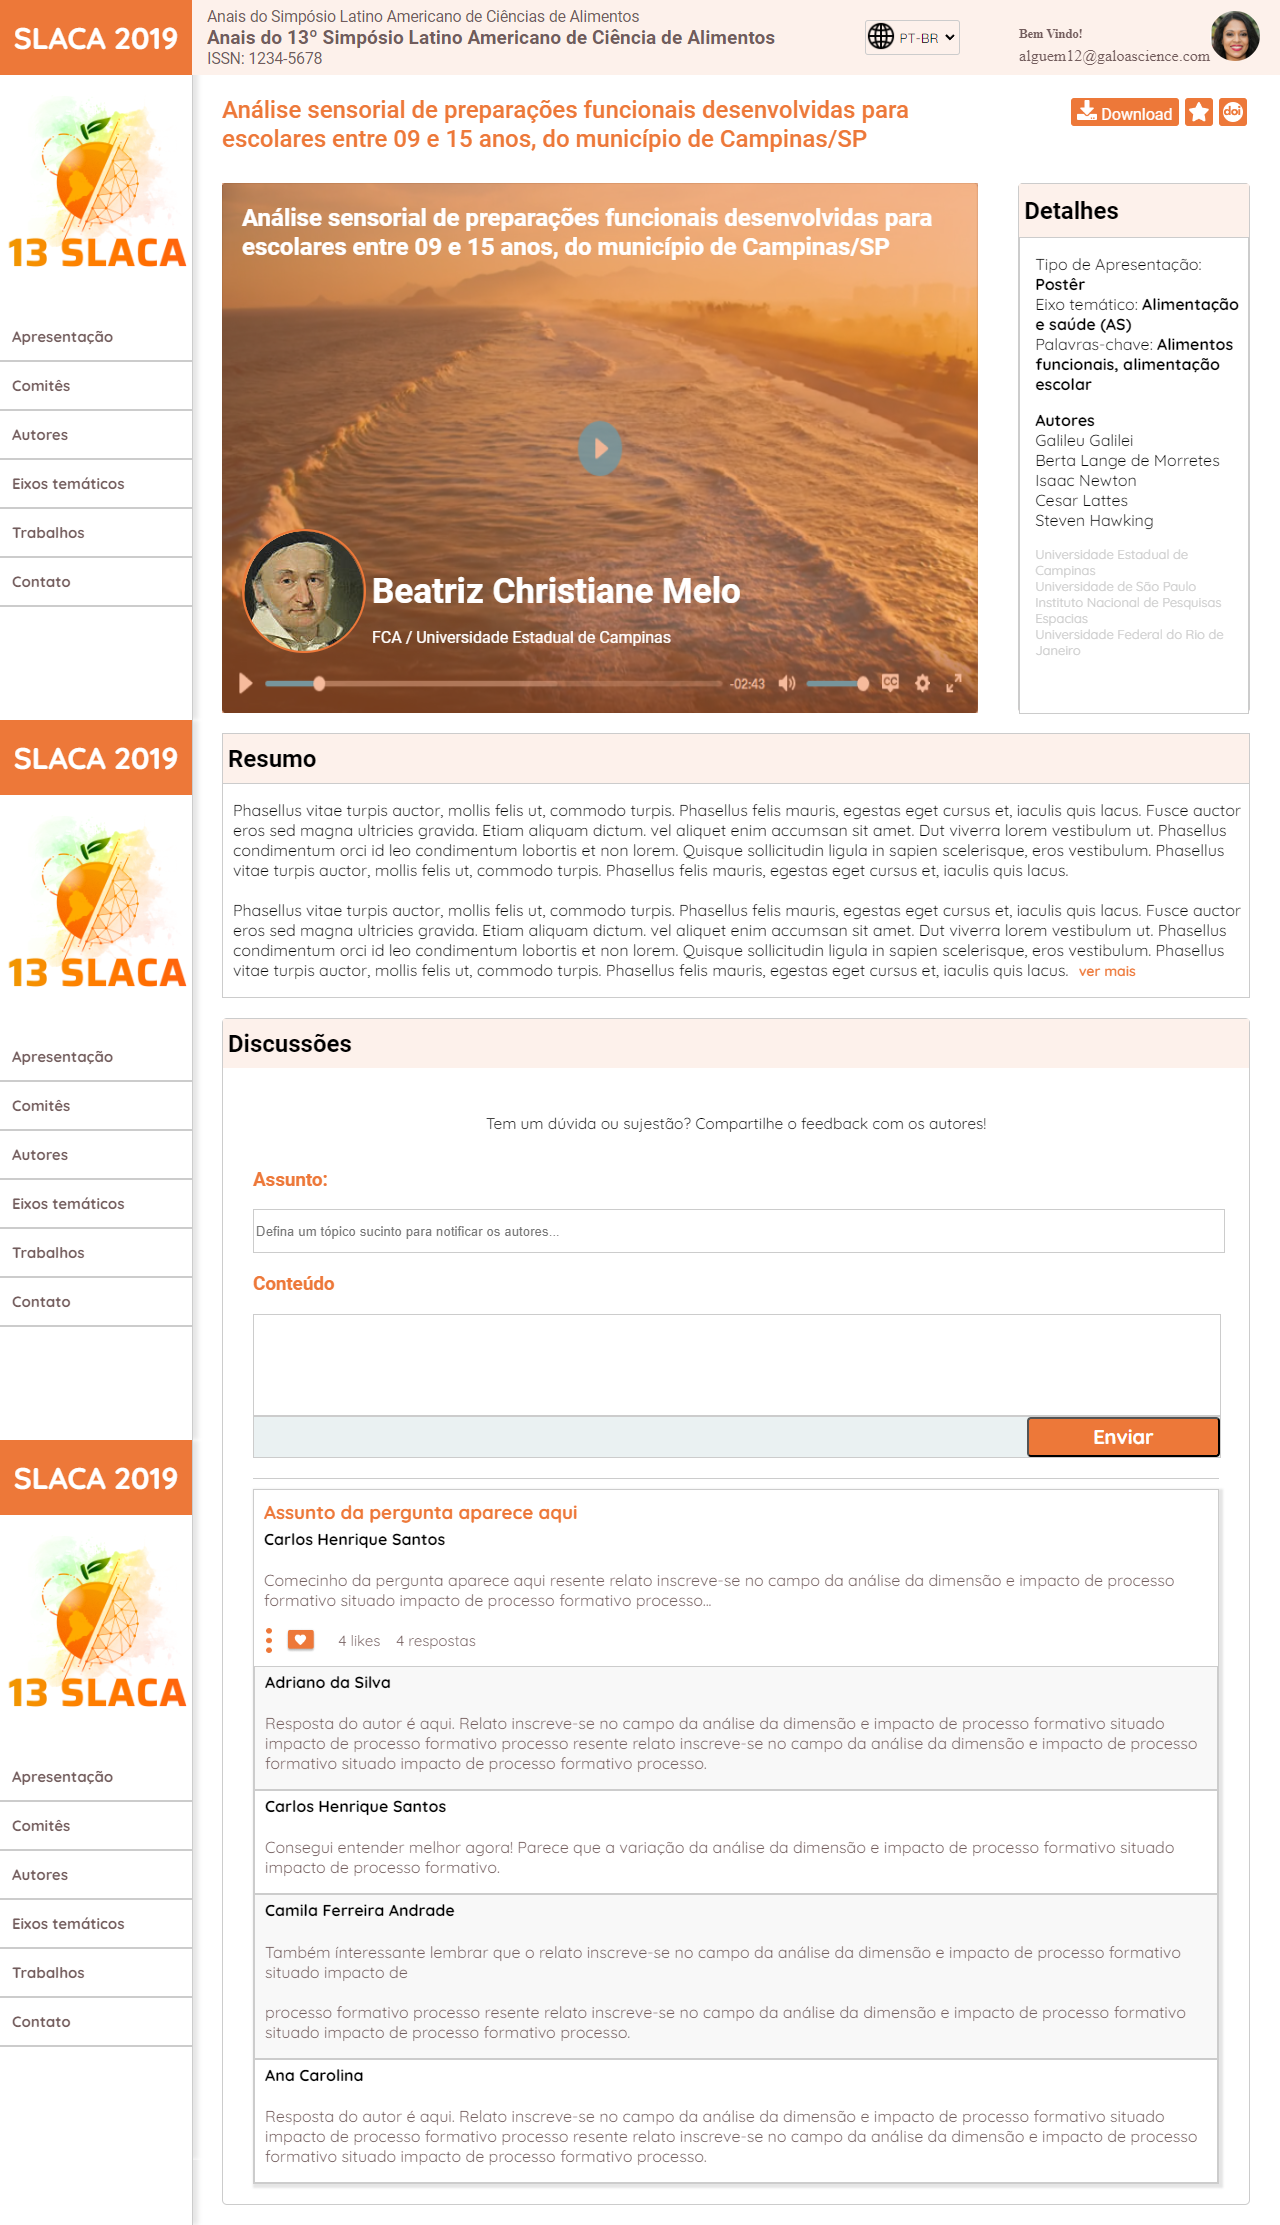 SLACA 2019
Anais do Simpósio Latino Americano de Ciências de Alimentos
Anais do 13º Simpósio Latino Americano de Ciência de Alimentos
ISSN: 1234-5678
PT-BR
Bem Vindo!
alguem12@galoascience.com
13 SLACA
Apresentação
Comitês
Autores
Eixos temáticos
Trabalhos
Contato
Análise sensorial de preparações funcionais desenvolvidas para
escolares entre 09 e 15 anos, do município de Campinas/SP
Download
doi
Análise sensorial de preparações funcionais desenvolvidas para
escolares entre 09 e 15 anos, do município de Campinas/SP
Beatriz Christiane Melo
FCA / Universidade Estadual de Campinas
-02:43
CC
Detalhes
Tipo de Apresentação:
Postêr
Eixo temático: Alimentação
e saúde (AS)
Palavras-chave: Alimentos
funcionais, alimentação
escolar
Autores
Galileu Galilei
Berta Lange de Morretes
Isaac Newton
Cesar Lattes
Steven Hawking
Universidade Estadual de
Campinas
Universidade de São Paulo
Instituto Nacional de Pesquisas
Espacias
Universidade Federal do Rio de
Janeiro
SLACA 2019
13 SLACA
Apresentação
Comitês
Autores
Eixos temáticos
Trabalhos
Contato
Resumo
Phasellus vitae turpis auctor, mollis felis ut, commodo turpis. Phasellus felis mauris, egestas eget cursus et, iaculis quis lacus. Fusce auctor
eros sed magna ultricies gravida. Etiam aliquam dictum. vel aliquet enim accumsan sit amet. Dut viverra lorem vestibulum ut. Phasellus
condimentum orci id leo condimentum lobortis et non lorem. Quisque sollicitudin ligula in sapien scelerisque, eros vestibulum. Phasellus
vitae turpis auctor, mollis felis ut, commodo turpis. Phasellus felis mauris, egestas eget cursus et, iaculis quis lacus.
Phasellus vitae turpis auctor, mollis felis ut, commodo turpis. Phasellus felis mauris, egestas eget cursus et, iaculis quis lacus. Fusce auctor
eros sed magna ultricies gravida. Etiam aliquam dictum. vel aliquet enim accumsan sit amet. Dut viverra lorem vestibulum ut. Phasellus
condimentum orci id leo condimentum lobortis et non lorem. Quisque sollicitudin ligula in sapien scelerisque, eros vestibulum. Phasellus
vitae turpis auctor, mollis felis ut, commodo turpis. Phasellus felis mauris, egestas eget cursus et, iaculis quis lacus. ver mais
Discussões
Tem um dúvida ou sujestão? Compartilhe o feedback com os autores!
Assunto:
Defina um tópico sucinto para notificar os autores...
Conteúdo
Enviar
SLACA 2019
13 SLACA
Apresentação
Comitês
Autores
Eixos temáticos
Trabalhos
Contato
Assunto da pergunta aparece aqui
Carlos Henrique Santos
Comecinho da pergunta aparece aqui resente relato inscreve-se no campo da análise da dimensão e impacto de processo
formativo situado impacto de processo formativo processo...
4 likes 4 respostas
Adriano da Silva
Resposta do autor é aqui. Relato inscreve-se no campo da análise da dimensão e impacto de processo formativo situado
impacto de processo formativo processo resente relato inscreve-se no campo da análise da dimensão e impacto de processo
formativo situado impacto de processo formativo processo.
Carlos Henrique Santos
Consegui entender melhor agora! Parece que a variação da análise da dimensão e impacto de processo formativo situado
impacto de processo formativo.
Camila Ferreira Andrade
Também ínteressante lembrar que o relato inscreve-se no campo da análise da dimensão e impacto de processo formativo
situado impacto de
processo formativo processo resente relato inscreve-se no campo da análise da dimensão e impacto de processo formativo
situado impacto de processo formativo processo.
Ana Carolina
Resposta do autor é aqui. Relato inscreve-se no campo da análise da dimensão e impacto de processo formativo situado
impacto de processo formativo processo resente relato inscreve-se no campo da análise da dimensão e impacto de processo
formativo situado impacto de processo formativo processo.